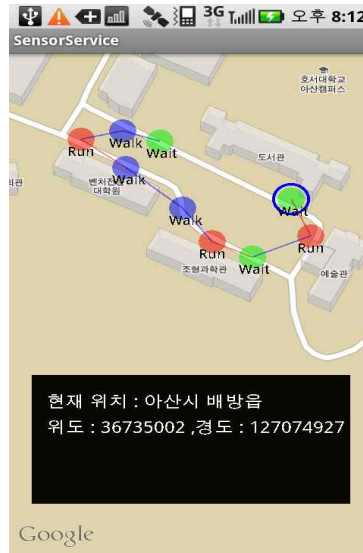 3G 오후 8:12
SensorService
호서대학교
아산캠퍼스
Walk
Run
Wait
도서관
벤처전
대학원
Walk
Wait
Walk
Run
Run
조형과학관
Wait
예술관
현재 위치 : 아산시 배방읍
위도 : 36735002 ,경도 : 127074927
Google